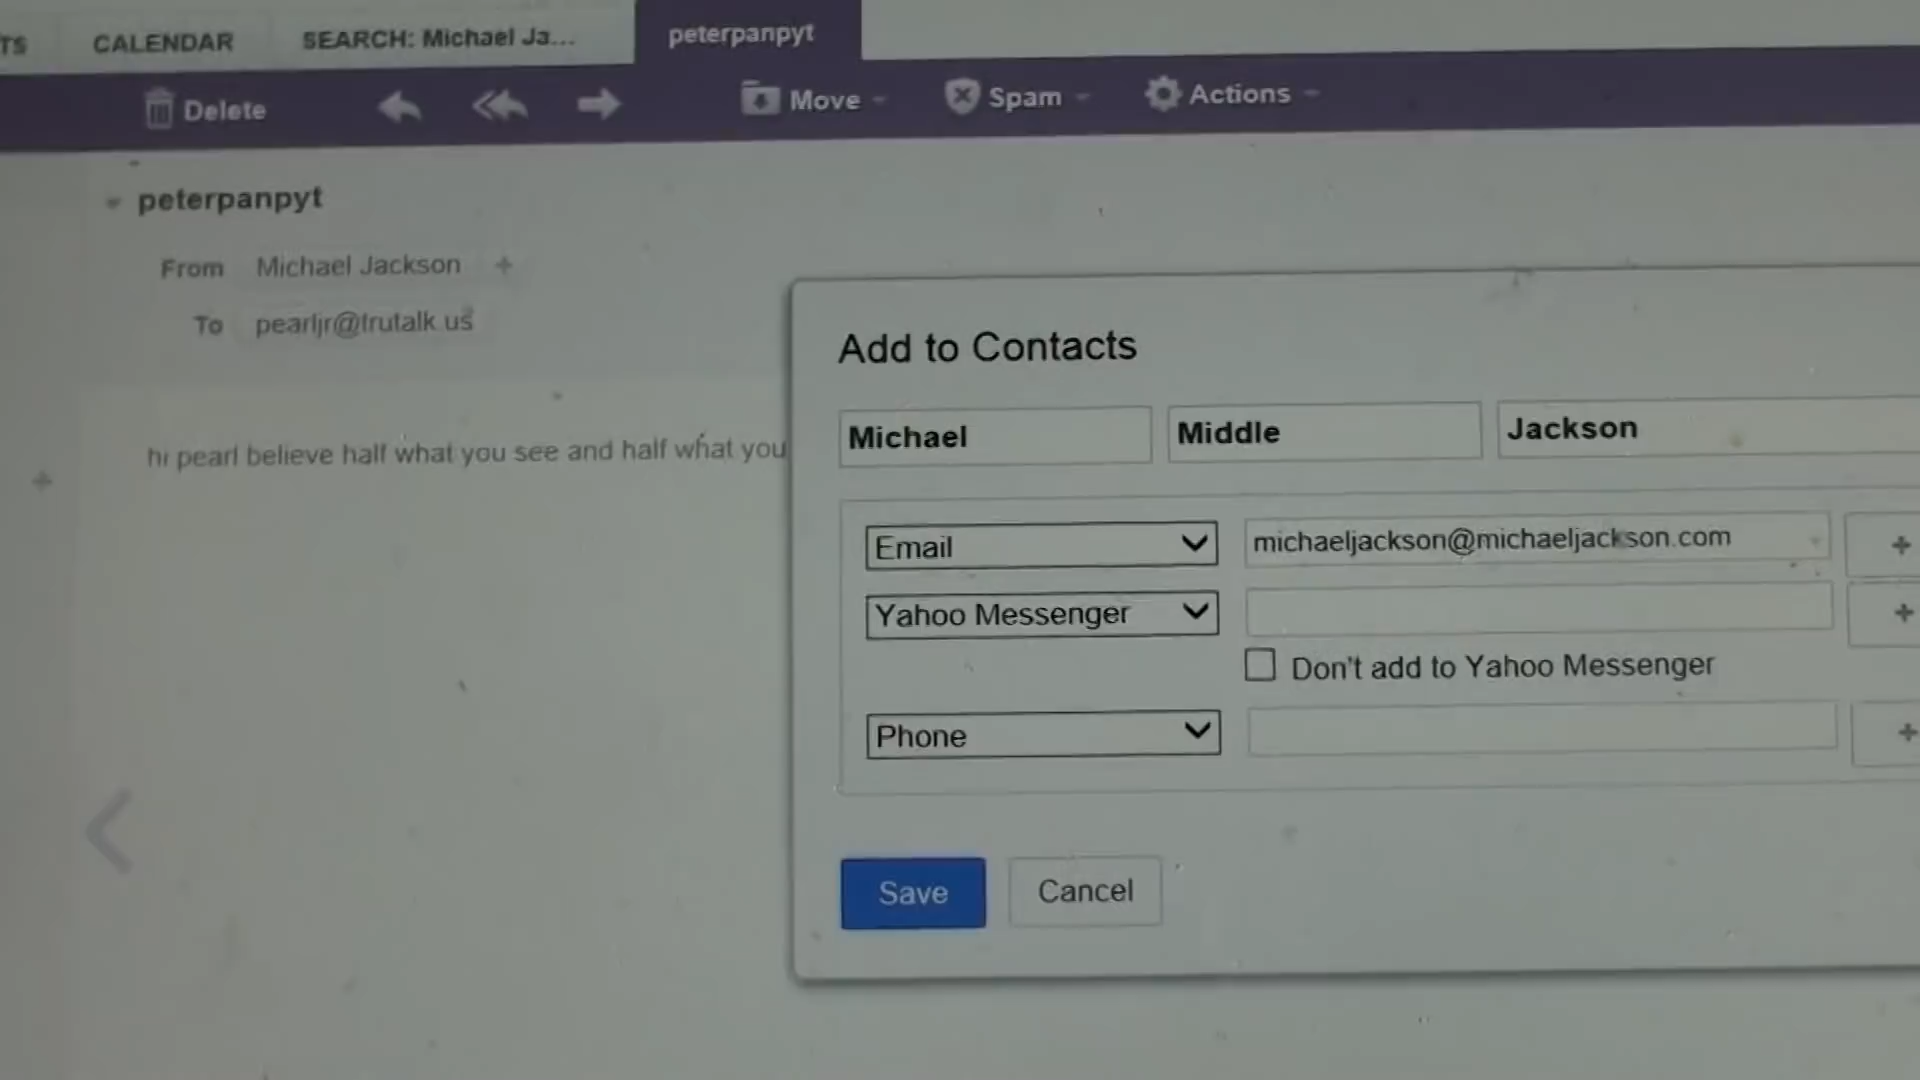 TS CALENDAR SEARCH: Michael Ja... peterpanpyt
Delete Move Spam Actions
peterpanpyt
From Michael Jackson +
To pearljr@trutalk.us
hi pearl believe half what you see and half what you
Add to Contacts
Michael Middle Jackson
Email michaeljackson@michaeljackson.com +
Yahoo Messenger +
Don't add to Yahoo Messenger
Phone +
Save Cancel